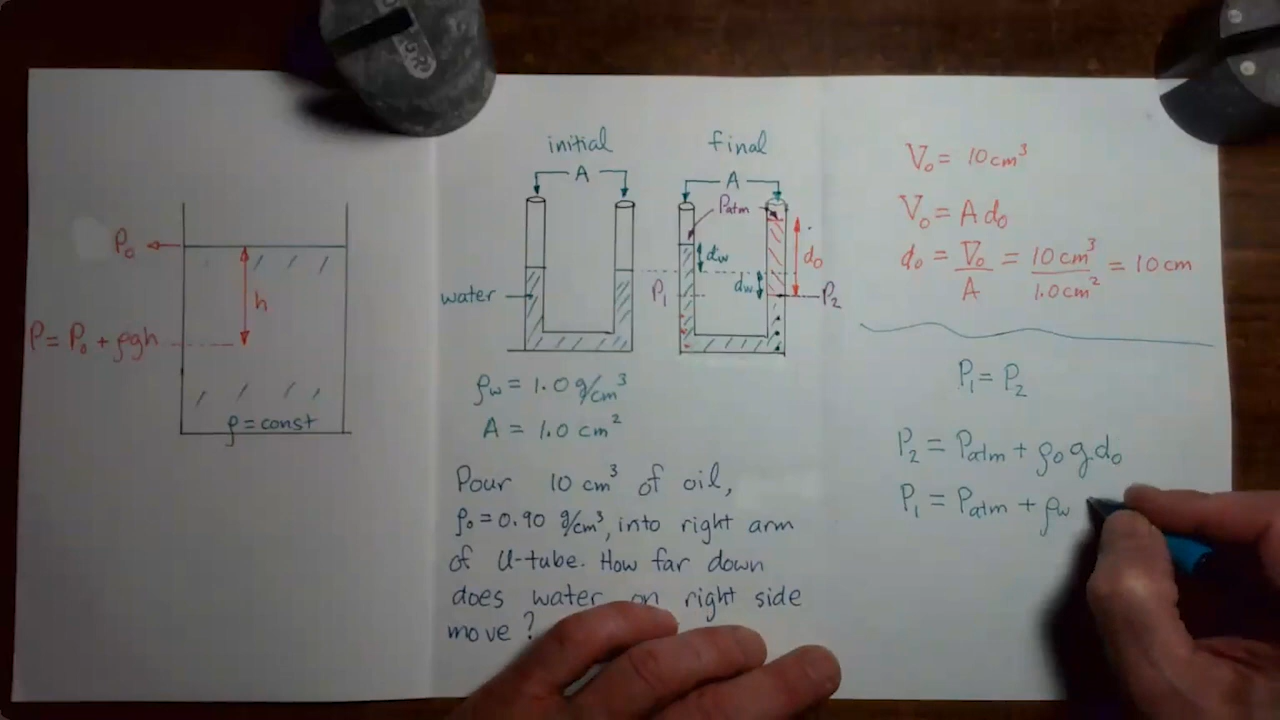 P₀
h
P = P₀ + ρgh
ρ = const
initial
A
water
final
A
Patm
dw
d₀
dw
P₁
P₂
ρw = 1.0 g/cm³
A = 1.0 cm²
Pour 10 cm³ of oil,
ρ₀ = 0.90 g/cm³, into right arm
of U-tube. How far down
does water on right side
move?
V₀ = 10 cm³
V₀ = A d₀
d₀ = V₀/A = 10 cm³/1.0 cm² = 10 cm
P₁ = P₂
P₂ = Patm + ρ₀ g d₀
P₁ = Patm + ρw